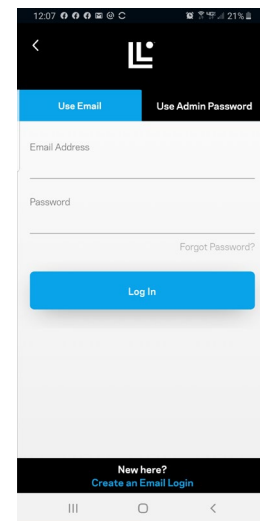 12:07 21%
Use Email Use Admin Password
Email Address
Password
Forgot Password?
Log In
New here?
Create an Email Login